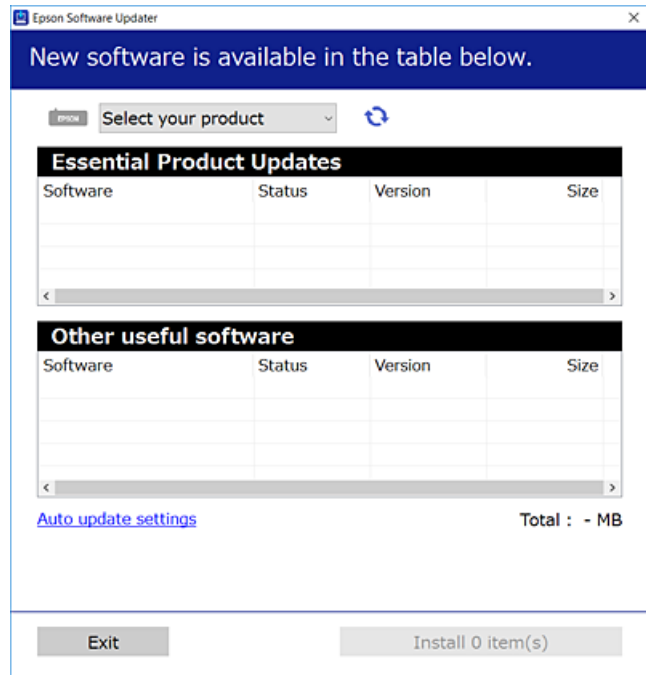 Epson Software Updater
New software is available in the table below.
EPSON Select your product
Essential Product Updates
Software Status Version Size
Other useful software
Software Status Version Size
Auto update settings Total : - MB
Exit Install 0 item(s)